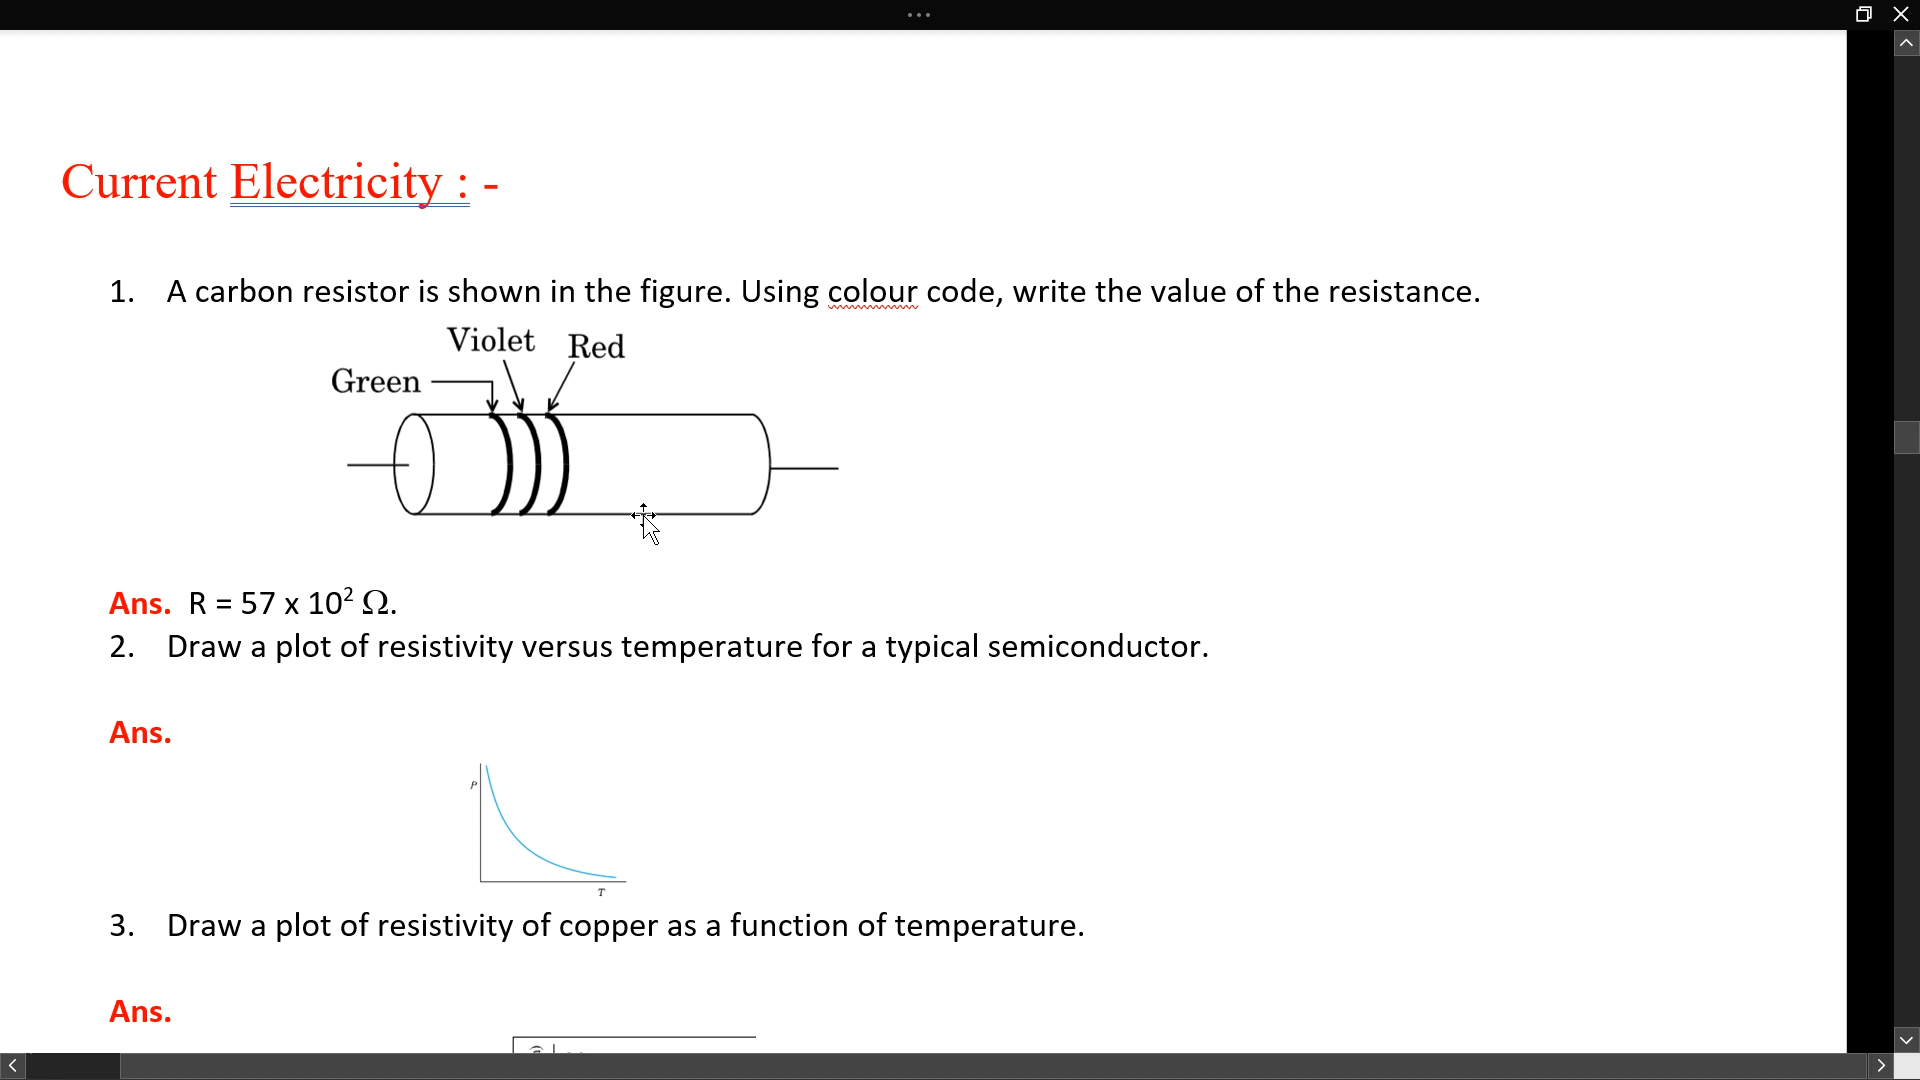 Current Electricity : -
1. A carbon resistor is shown in the figure. Using colour code, write the value of the resistance.
Violet Red
Green
Ans. R = 57 x 10² Ω.
2. Draw a plot of resistivity versus temperature for a typical semiconductor.
Ans.
ρ
T
3. Draw a plot of resistivity of copper as a function of temperature.
Ans.